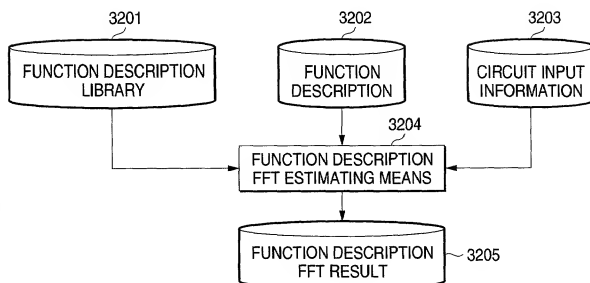 3201
3202
3203
FUNCTION DESCRIPTION
LIBRARY
FUNCTION
DESCRIPTION
CIRCUIT INPUT
INFORMATION
3204
FUNCTION DESCRIPTION
FFT ESTIMATING MEANS
FUNCTION DESCRIPTION
FFT RESULT
3205